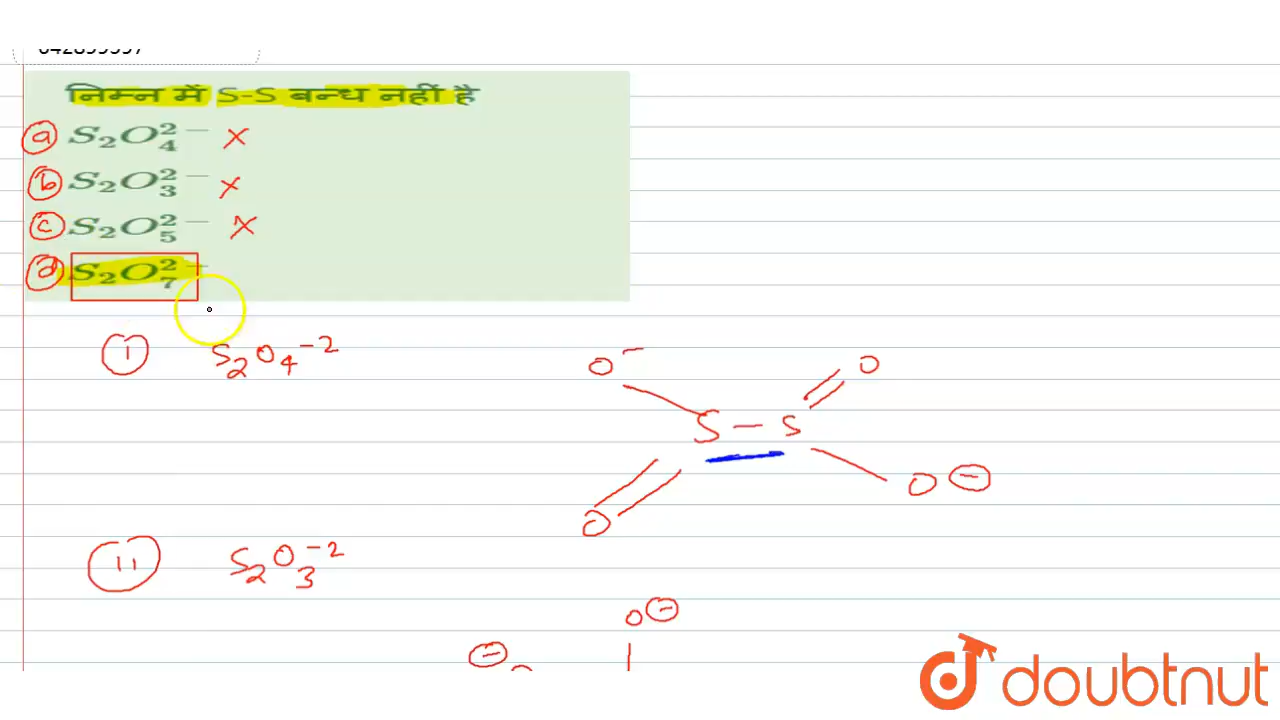 निम्न में S-S बन्ध नहीं है
(a) S₂O₄²⁻ ×
(b) S₂O₃²⁻ ×
(c) S₂O₅²⁻ ×
(d) S₂O₇²⁻
(I) S₂O₄⁻²
O⁻ O
S – S
O O ⊖
(II) S₂O₃⁻²
O ⊖
⊖
doubtnut